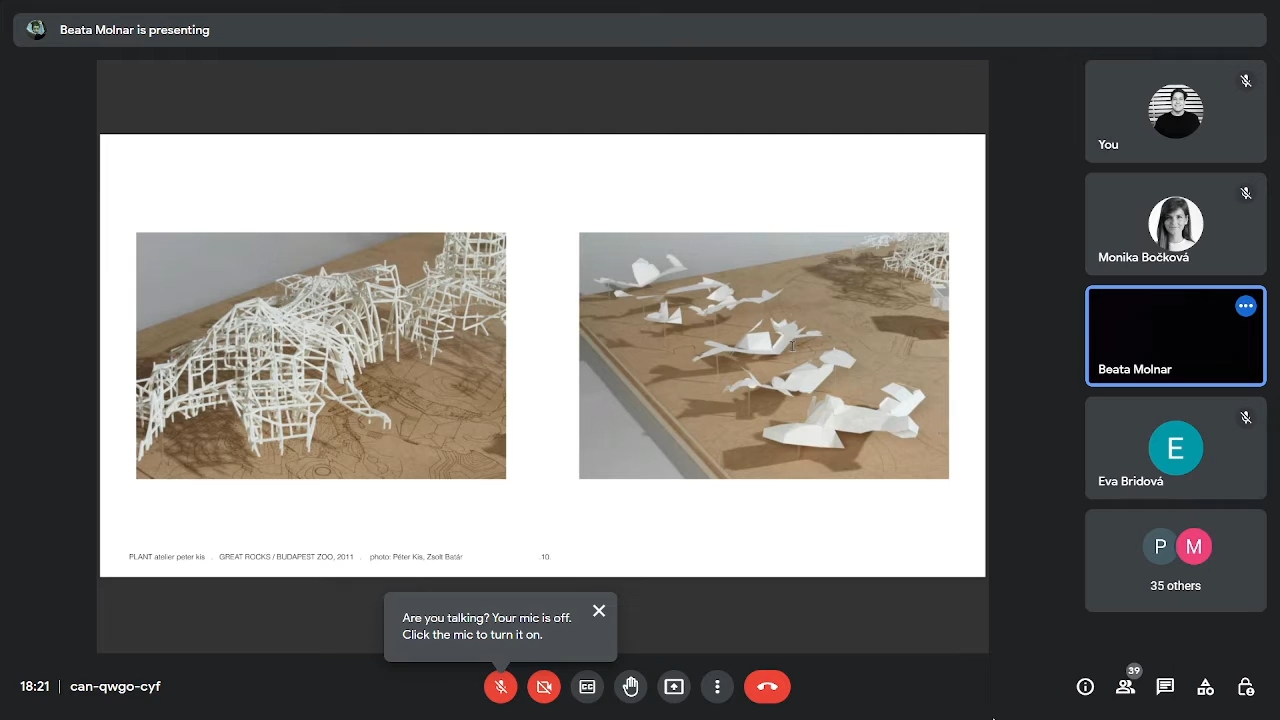 Beata Molnar is presenting
You
Monika Bočková
Beata Molnar
Eva Bridová
E
P M
35 others
PLANT atelier peter kis . GREAT ROCKS / BUDAPEST ZOO, 2011 . photo: Péter Kis, Zsolt Batár .10.
Are you talking? Your mic is off.
Click the mic to turn it on.
18:21 | can-qwgo-cyf
39